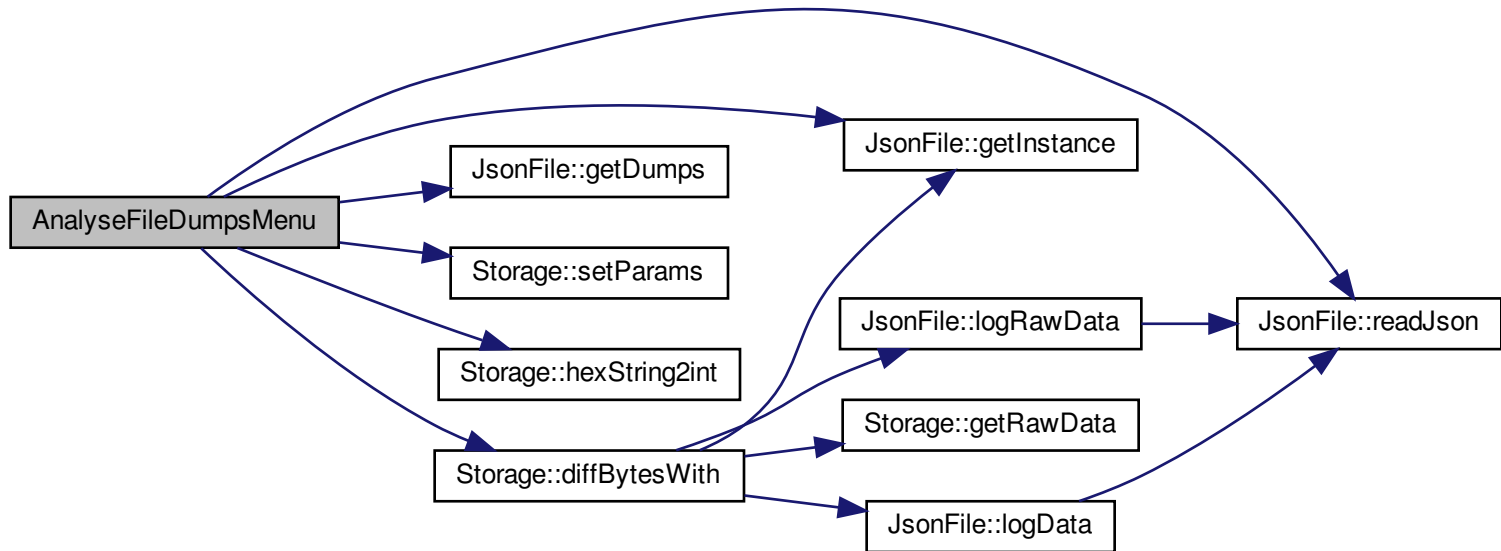 AnalyseFileDumpsMenu
JsonFile::getDumps
Storage::setParams
Storage::hexString2int
Storage::diffBytesWith
JsonFile::getInstance
JsonFile::logRawData
Storage::getRawData
JsonFile::logData
JsonFile::readJson